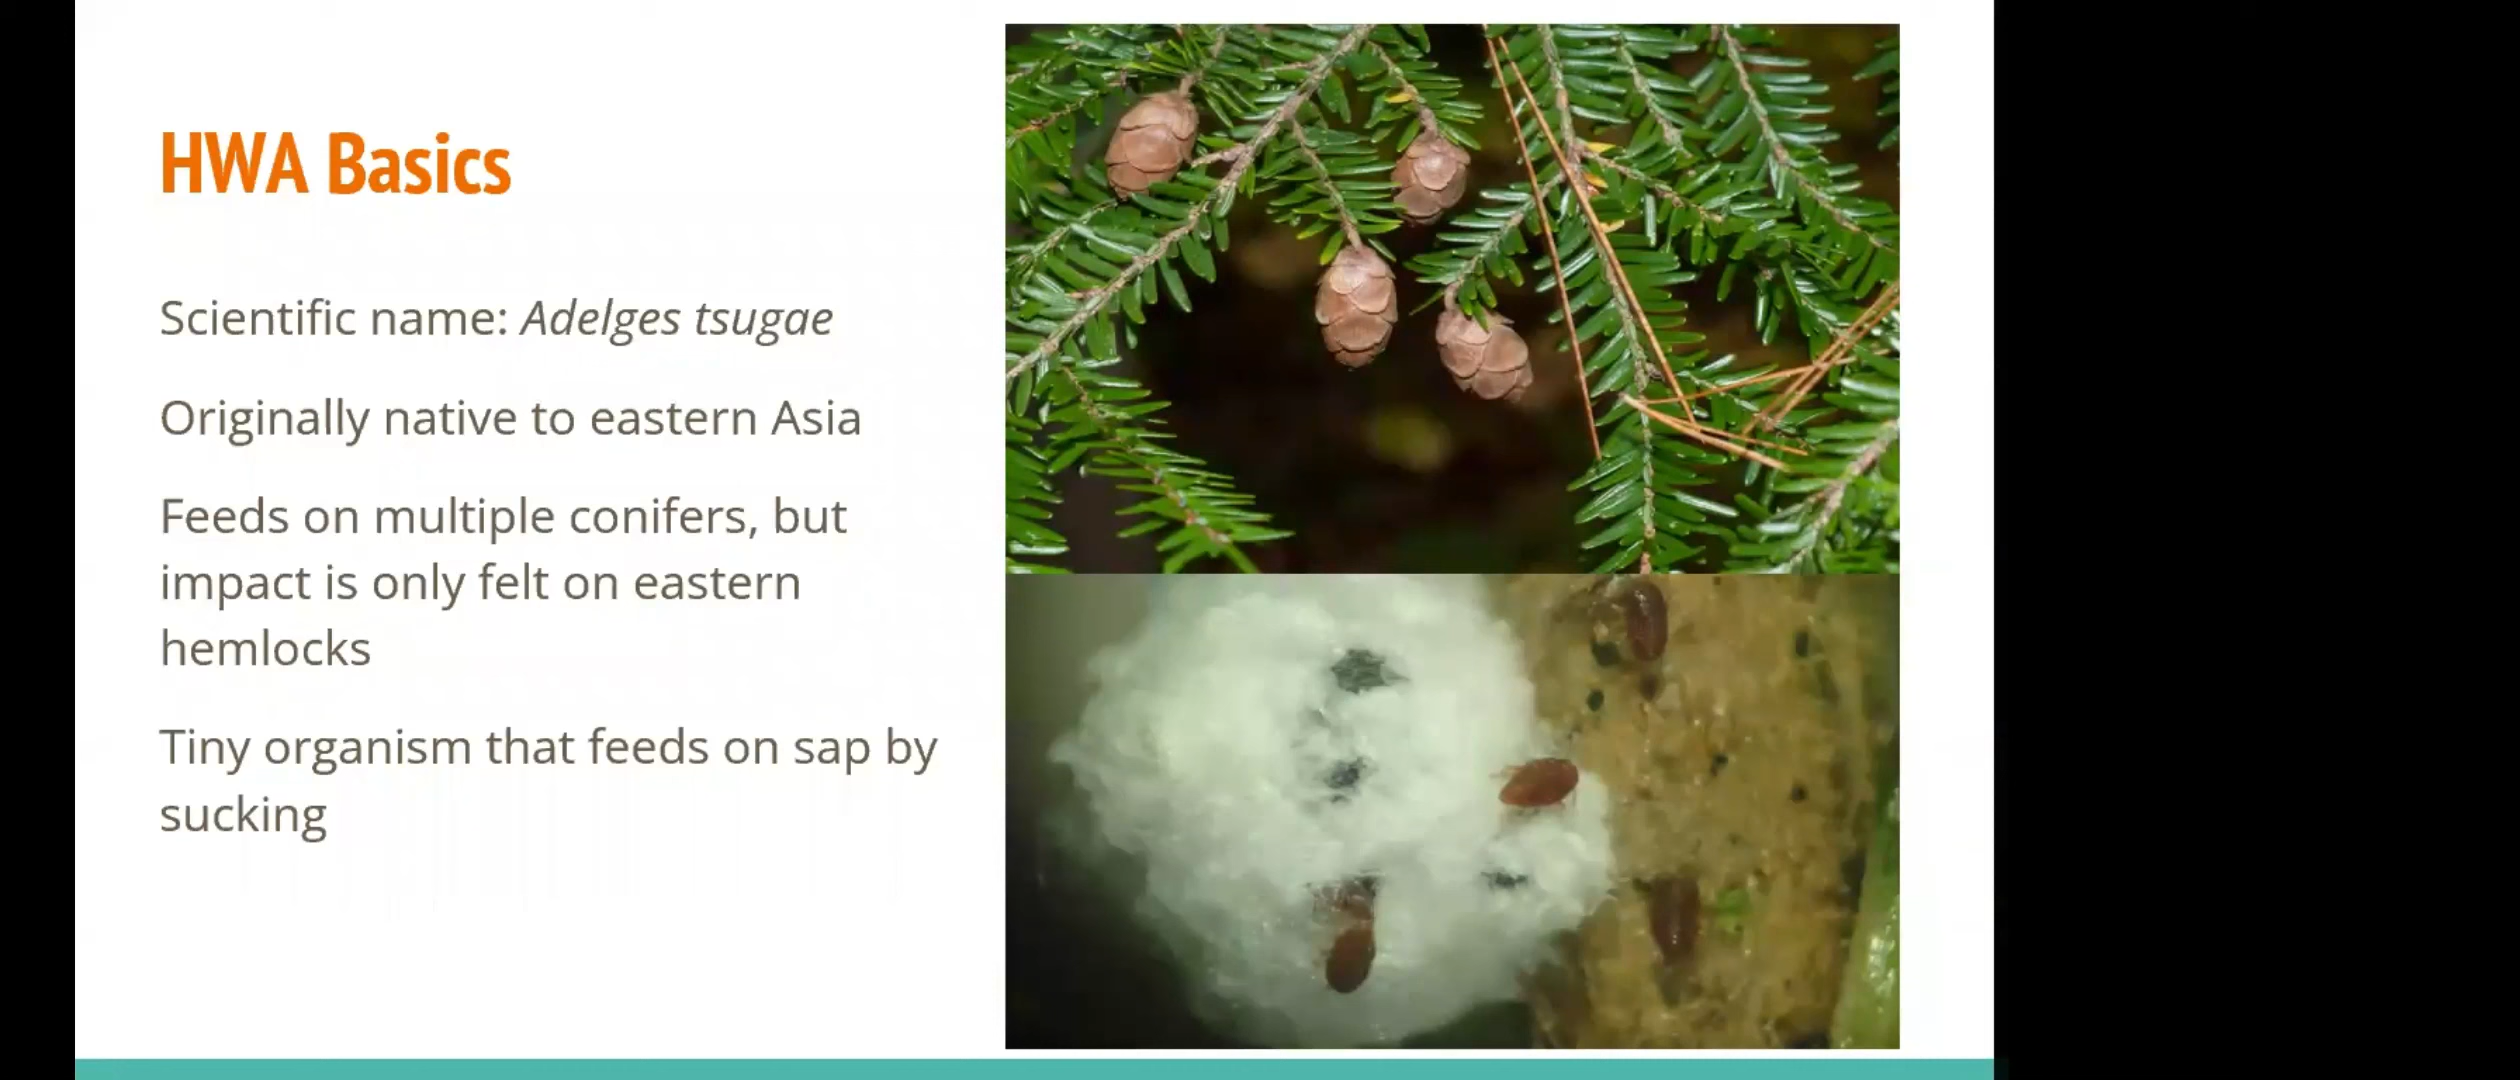 HWA Basics
Scientific name: Adelges tsugae
Originally native to eastern Asia
Feeds on multiple conifers, but
impact is only felt on eastern
hemlocks
Tiny organism that feeds on sap by
sucking